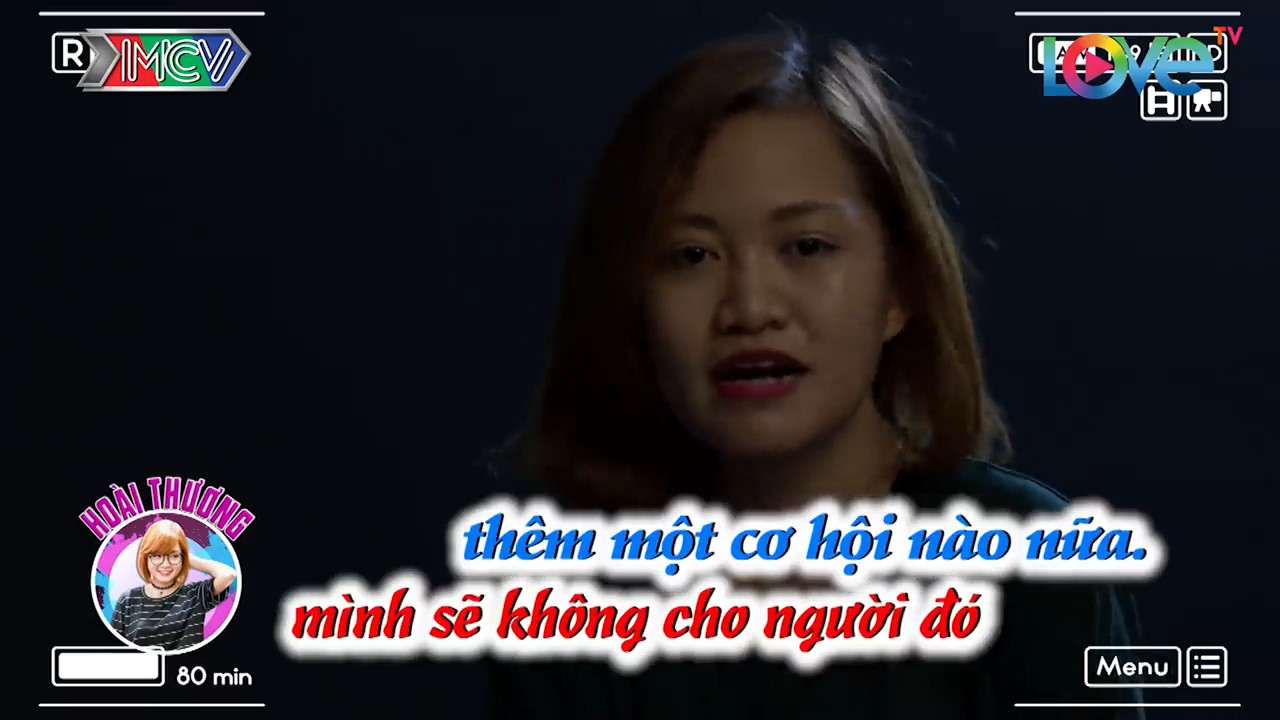 R
MCV
LOVE TV
HOÀI THƯƠNG
thêm một cơ hội nào nữa.
mình sẽ không cho người đó
80 min
Menu